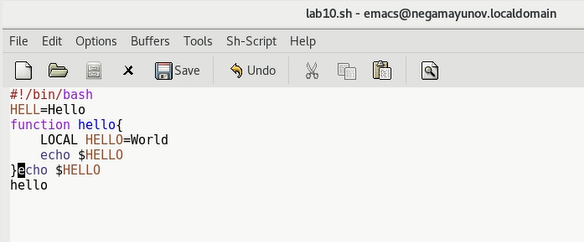 lab10.sh - emacs@negamayunov.localdomain
File Edit Options Buffers Tools Sh-Script Help
Save Undo
#!/bin/bash
HELL=Hello
function hello{
    LOCAL HELLO=World
    echo $HELLO
}echo $HELLO
hello